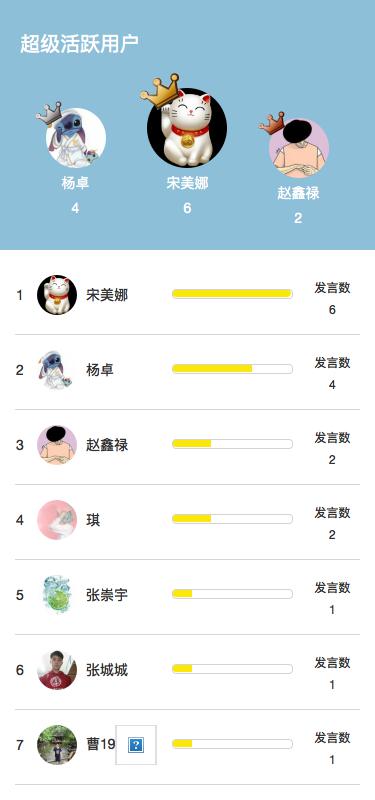 超级活跃用户
杨卓
4
宋美娜
6
赵鑫禄
2
1 宋美娜 发言数
6
2 杨卓 发言数
4
3 赵鑫禄 发言数
2
4 琪 发言数
2
5 张崇宇 发言数
1
6 张城城 发言数
1
7 曹19 发言数
1